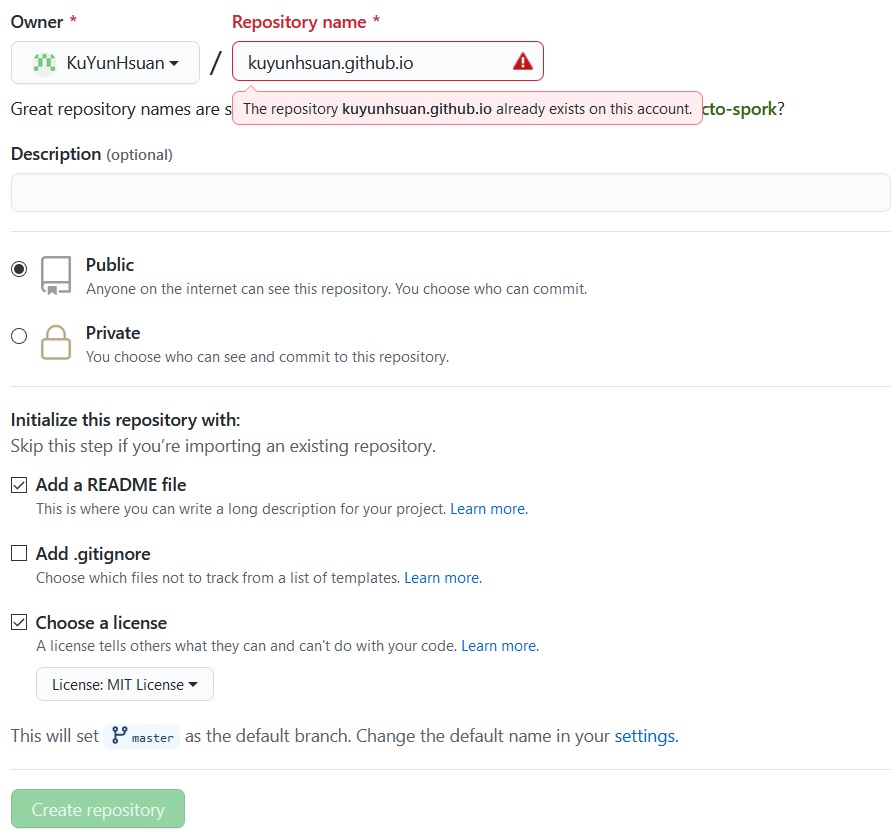 Owner * Repository name *
KuYunHsuan / kuyunhsuan.github.io
Great repository names are s
The repository kuyunhsuan.github.io already exists on this account.
cto-spork?
Description (optional)
Public
Anyone on the internet can see this repository. You choose who can commit.
Private
You choose who can see and commit to this repository.
Initialize this repository with:
Skip this step if you’re importing an existing repository.
Add a README file
This is where you can write a long description for your project. Learn more.
Add .gitignore
Choose which files not to track from a list of templates. Learn more.
Choose a license
A license tells others what they can and can't do with your code. Learn more.
License: MIT License
This will set master as the default branch. Change the default name in your settings.
Create repository